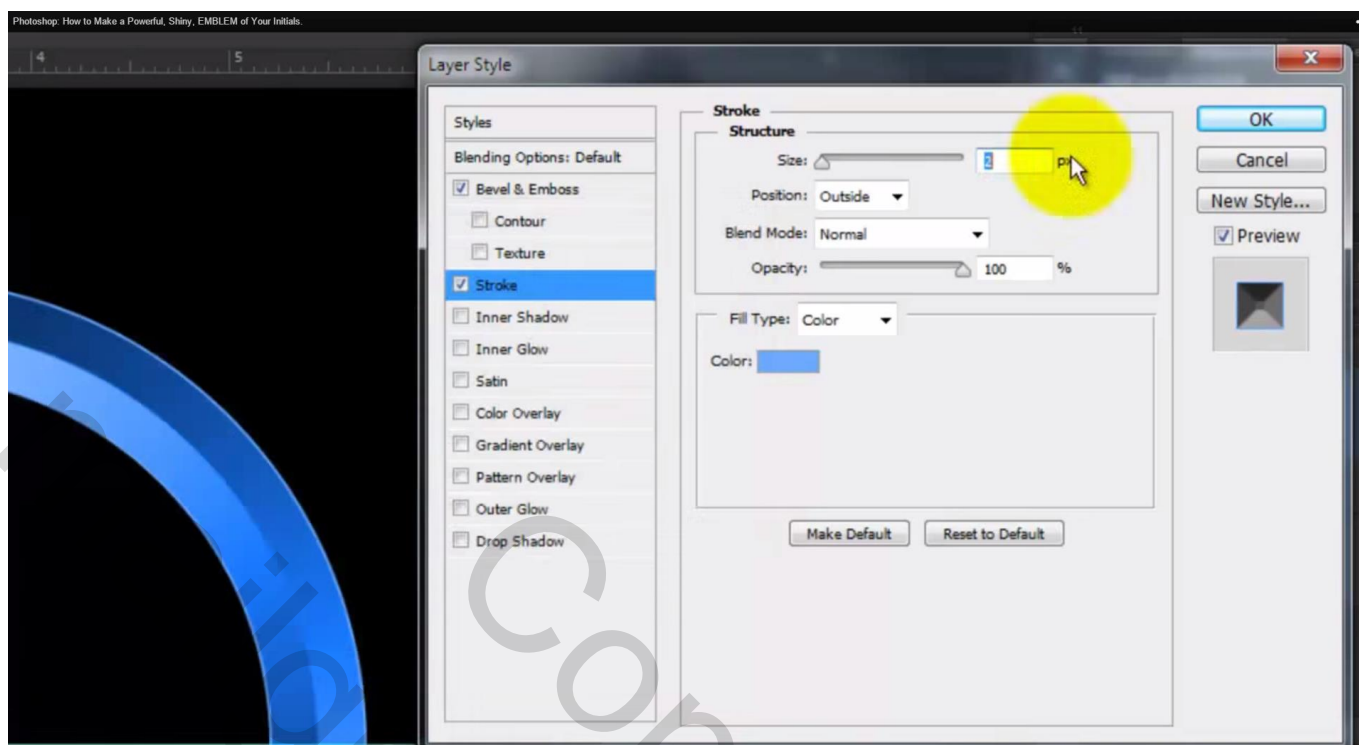 Photoshop: How to Make a Powerful, Shiny, EMBLEM of Your Initials.
4 5
Layer Style
Styles
Blending Options: Default
Bevel & Emboss
Contour
Texture
Stroke
Inner Shadow
Inner Glow
Satin
Color Overlay
Gradient Overlay
Pattern Overlay
Outer Glow
Drop Shadow
Stroke
Structure
Size: 2 px
Position: Outside
Blend Mode: Normal
Opacity: 100 %
Fill Type: Color
Color:
Make Default Reset to Default
OK
Cancel
New Style...
Preview